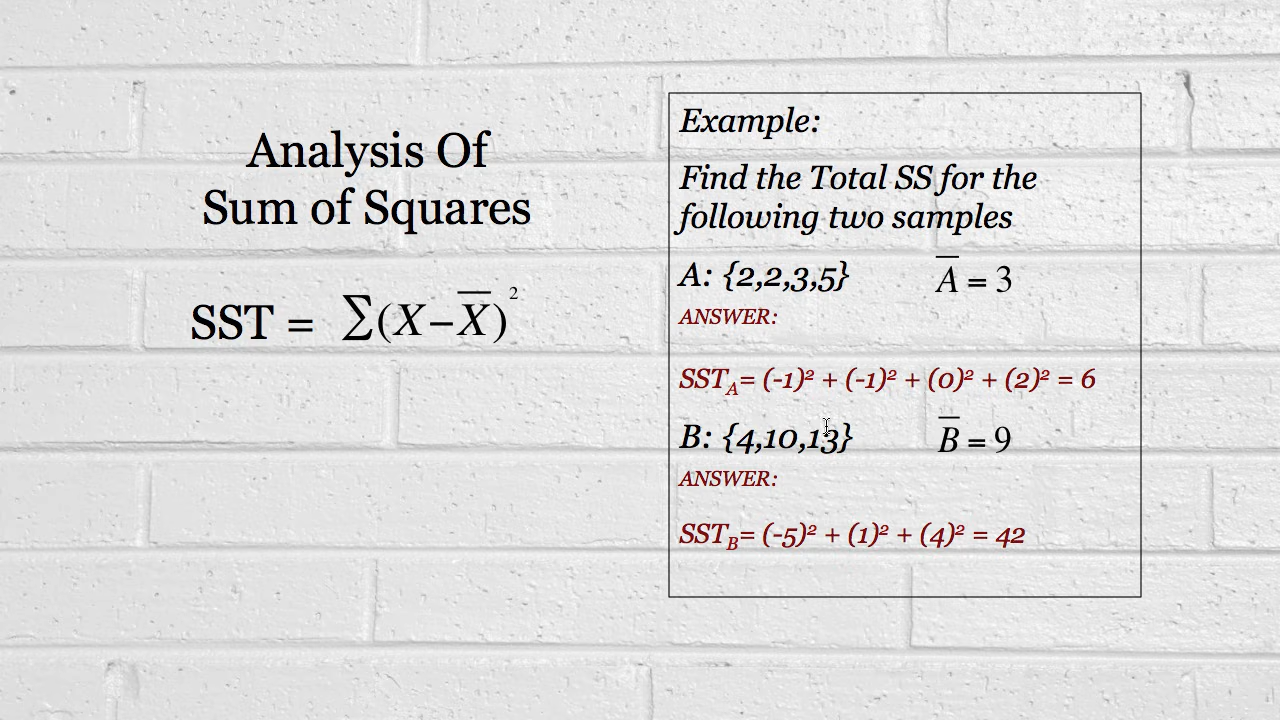 Analysis Of
Sum of Squares
SST = ∑(X−X̅)²
Example:
Find the Total SS for the
following two samples
A: {2,2,3,5} A̅ = 3
ANSWER:
SST_A= (-1)² + (-1)² + (0)² + (2)² = 6
B: {4,10,13} B̅ = 9
ANSWER:
SST_B= (-5)² + (1)² + (4)² = 42